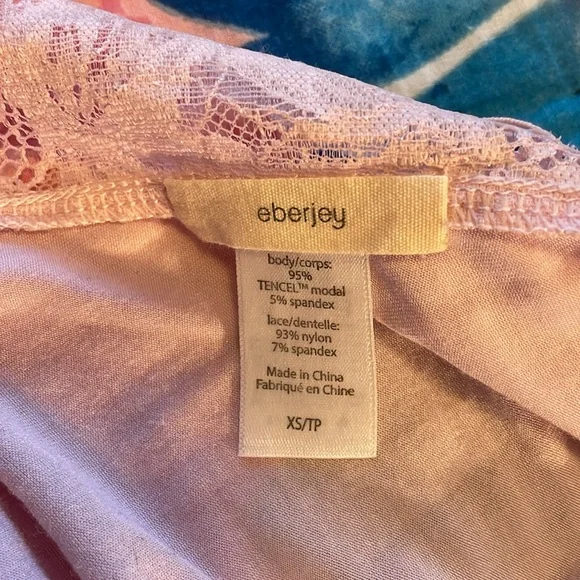 eberjey
body/corps:
95%
TENCEL™ modal
5% spandex
lace/dentelle:
93% nylon
7% spandex
Made in China
Fabriqué en Chine
XS/TP